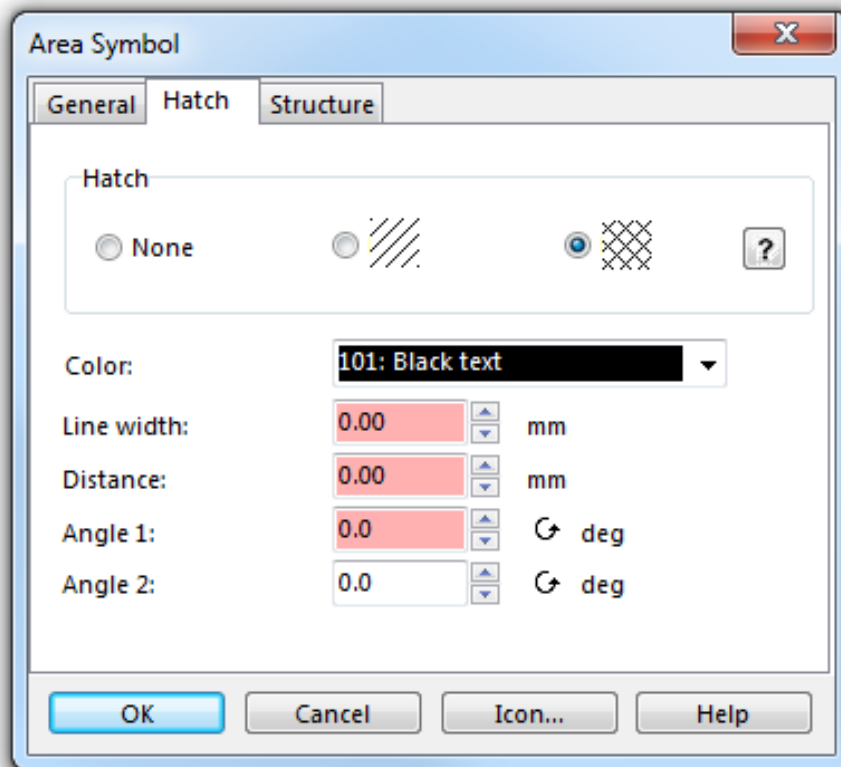 Area Symbol
General Hatch Structure
Hatch
None ?
Color: 101: Black text
Line width: 0.00 mm
Distance: 0.00 mm
Angle 1: 0.0 deg
Angle 2: 0.0 deg
OK Cancel Icon... Help